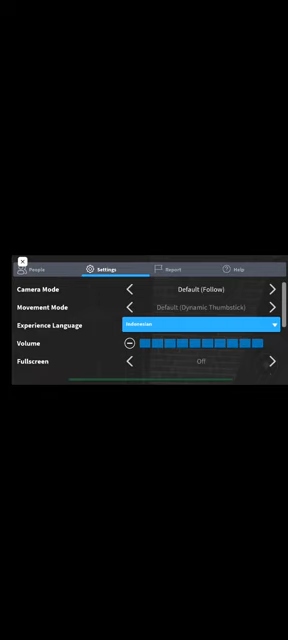 People
Settings
Report
Help
Camera Mode
Default (Follow)
Movement Mode
Default (Dynamic Thumbstick)
Experience Language
Indonesian
Volume
Fullscreen
Off